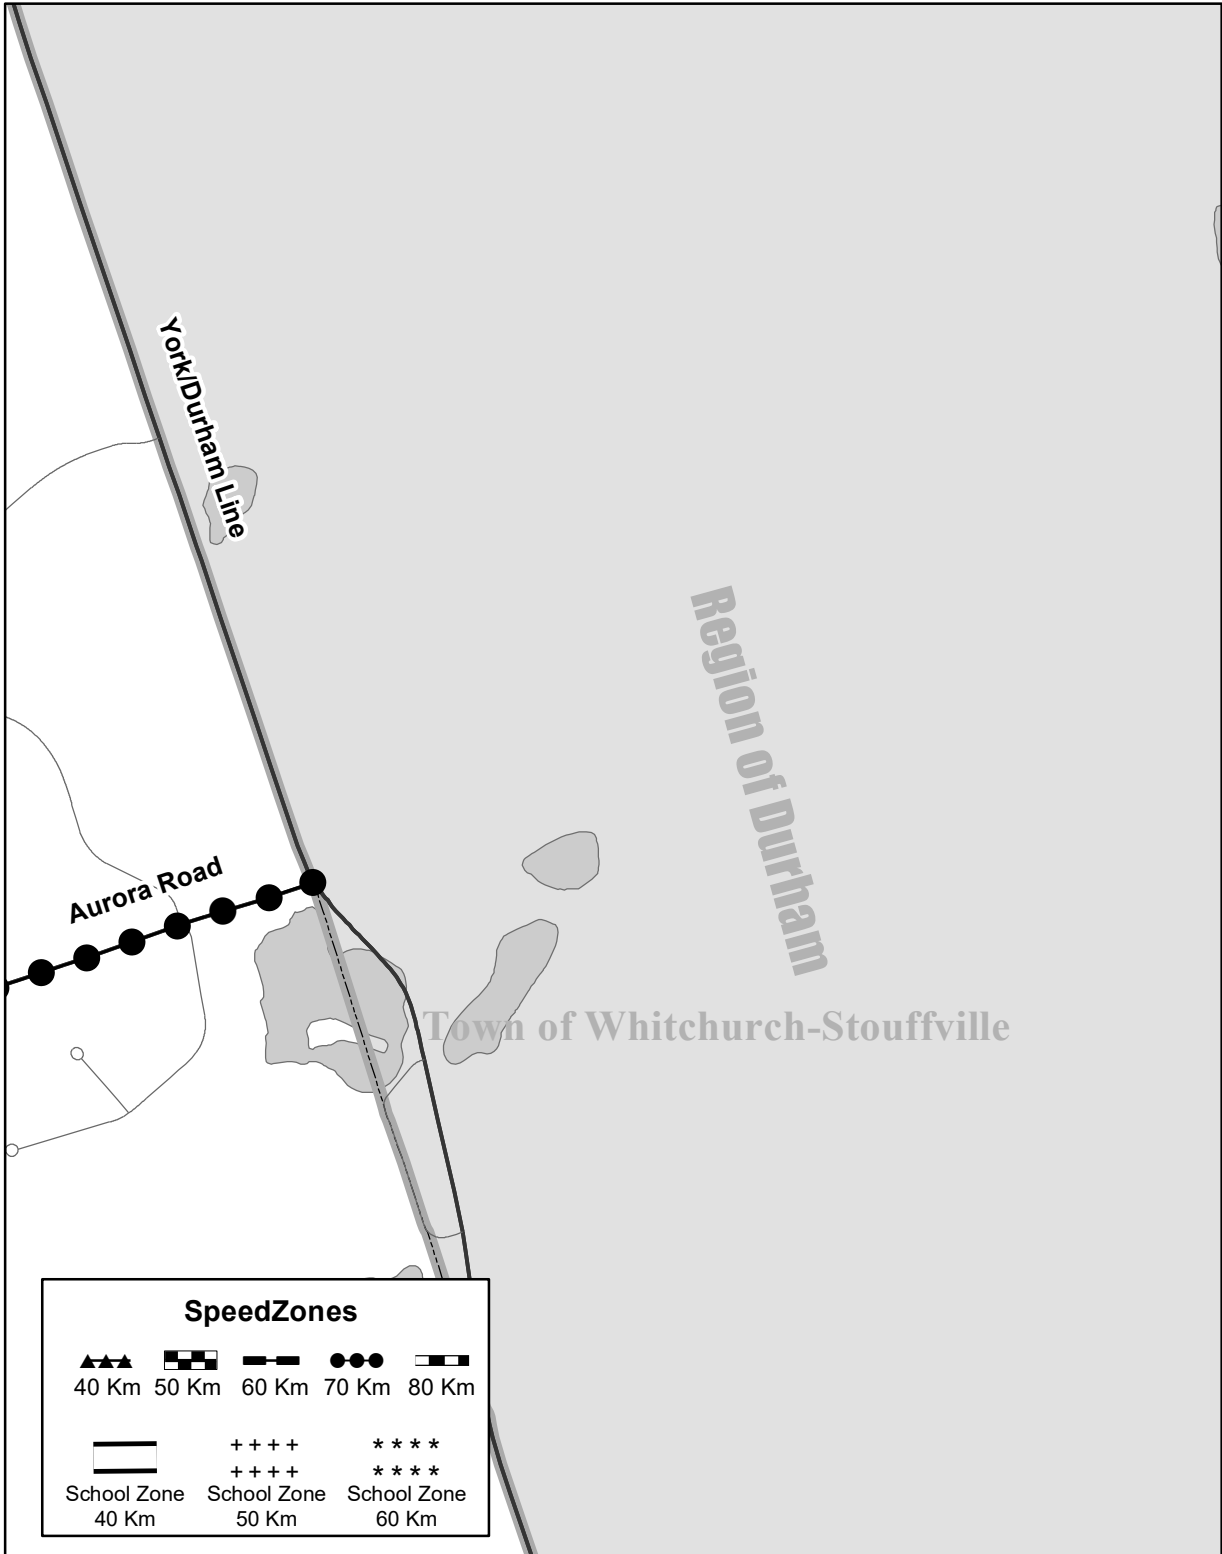 York/Durham Line
Region of Durham
Aurora Road
Town of Whitchurch-Stouffville
SpeedZones
40 Km 50 Km 60 Km 70 Km 80 Km
+ + + + * * * *
+ + + + * * * *
School Zone School Zone School Zone
40 Km 50 Km 60 Km